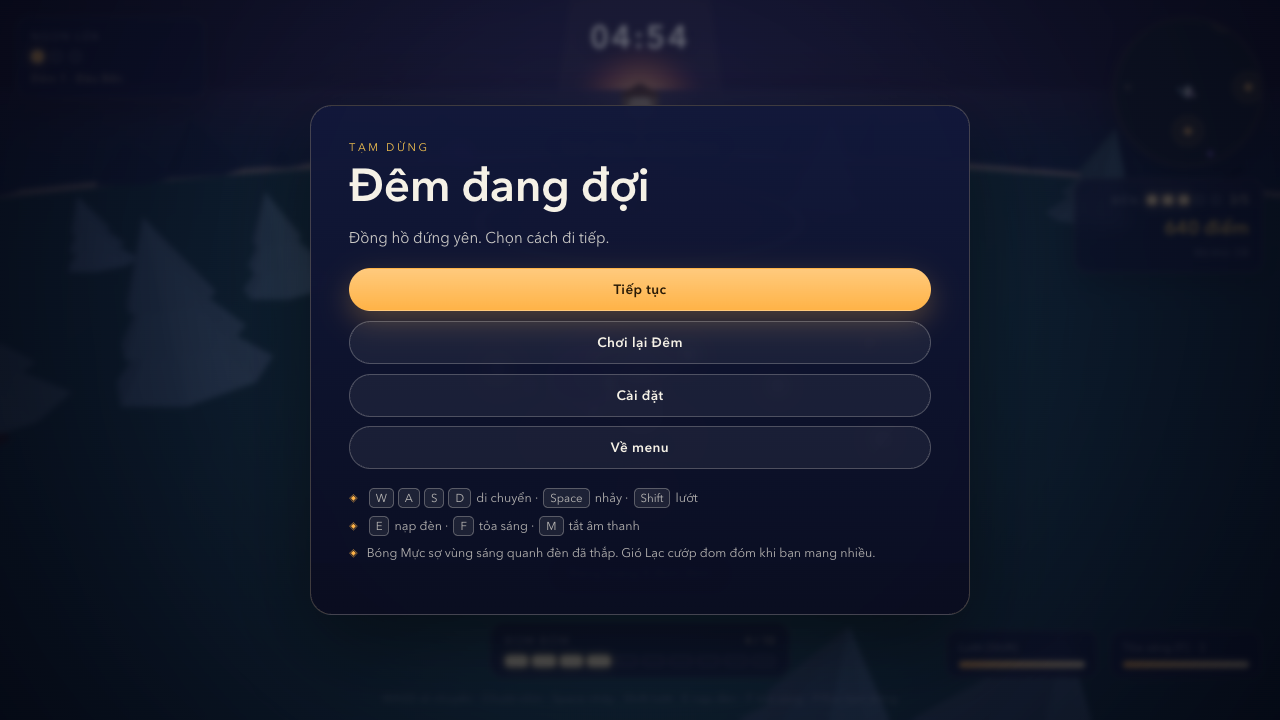 04:54
TẠM DỪNG
Đêm đang đợi
Đồng hồ đứng yên. Chọn cách đi tiếp.
Tiếp tục
Chơi lại Đêm
Cài đặt
Về menu
W A S D di chuyển · Space nhảy · Shift lướt
E nạp đèn · F tỏa sáng · M tắt âm thanh
Bóng Mực sợ vùng sáng quanh đèn đã thắp. Gió Lạc cướp đom đóm khi bạn mang nhiều.
640 điểm